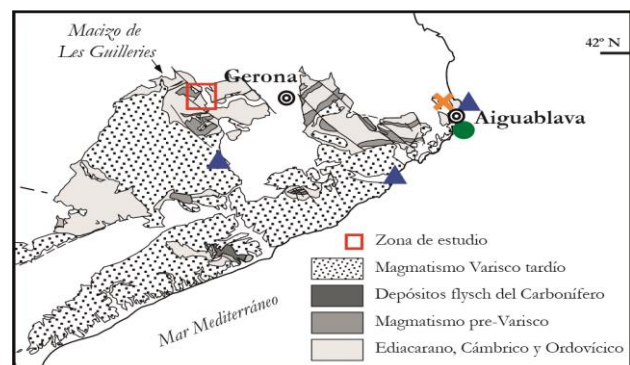 Macizo de
Les Guilleries
Gerona
42º N
Aiguablava
Mar Mediterráneo
Zona de estudio
Magmatismo Varisco tardío
Depósitos flysch del Carbonífero
Magmatismo pre-Varisco
Ediacarano, Cámbrico y Ordovícico